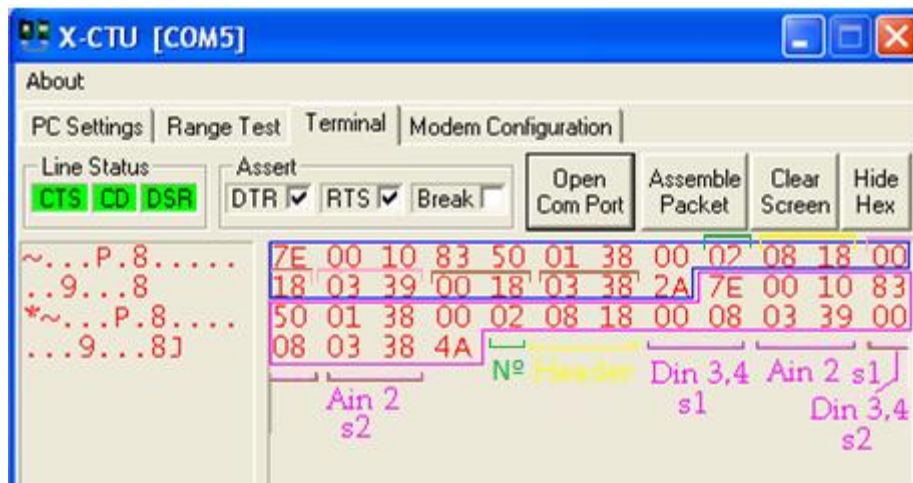 X-CTU [COM5]
About
PC Settings Range Test Terminal Modem Configuration
Line Status Assert Open Com Port Assemble Packet Clear Screen Hide Hex
CTS CD DSR DTR RTS Break
~...P.8...... 7E 00 10 83 50 01 38 00 02 08 18 00
..9...8 18 03 39 00 18 03 38 2A 7E 00 10 83
*~...P.8.... 50 01 38 00 02 08 18 00 08 03 39 00
...9...8J 08 03 38 4A
Nº Header Din 3,4 s1 Ain 2 s1
Ain 2 s2 Din 3,4 s2